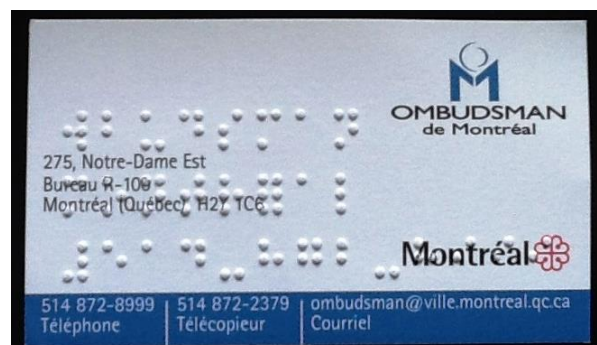 OMBUDSMAN
de Montréal
275, Notre-Dame Est
Bureau R-100
Montréal (Québec) H2Y 1C6
Montréal
514 872-8999
Téléphone
514 872-2379
Télécopieur
ombudsman@ville.montreal.qc.ca
Courriel